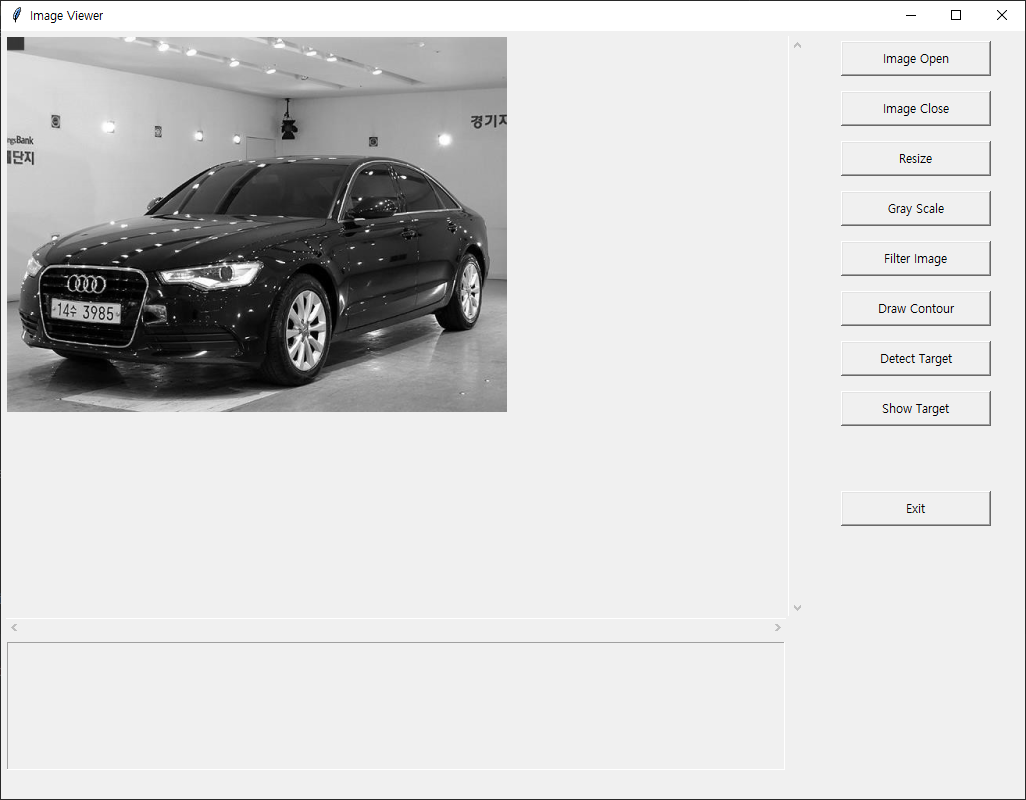 Image Viewer
Image Open
Image Close
Resize
Gray Scale
Filter Image
Draw Contour
Detect Target
Show Target
Exit
경기
ngsBank
단지
14수 3985